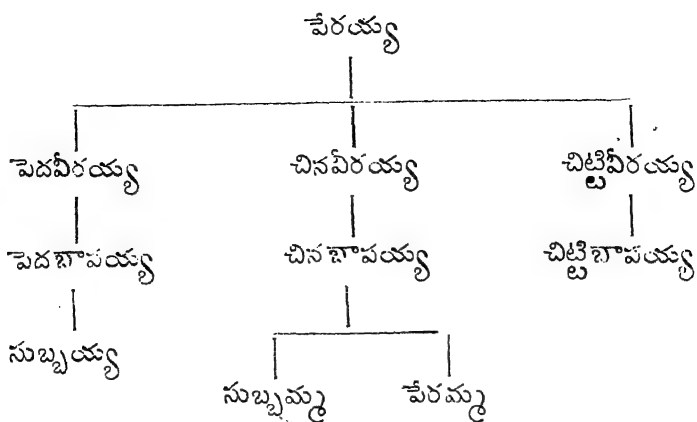 పేరయ్య
పెదవీరయ్య చినవీరయ్య చిట్టివీరయ్య
పెదబాపయ్య చినబాపయ్య చిట్టిబాపయ్య
సుబ్బయ్య
సుబ్బమ్మ పేరమ్మ